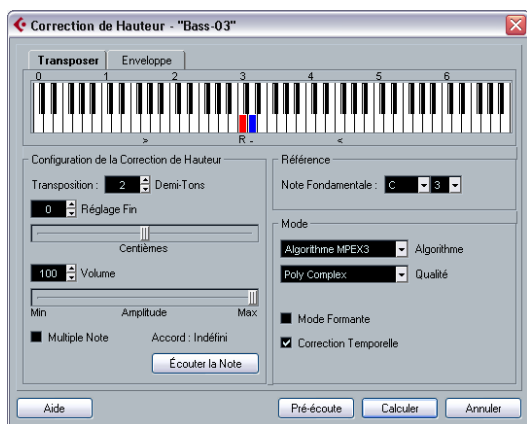 Correction de Hauteur - "Bass-03"
Transposer Enveloppe
0 1 2 3 4 5 6
> R - <
Configuration de la Correction de Hauteur
Transposition : 2 Demi-Tons
0 Réglage Fin
Centièmes
100 Volume
Min Amplitude Max
Multiple Note Accord : Indéfini
Écouter la Note
Référence
Note Fondamentale : C 3
Mode
Algorithme MPEX3 Algorithme
Poly Complex Qualité
Mode Formante
Correction Temporelle
Aide Pré-écoute Calculer Annuler